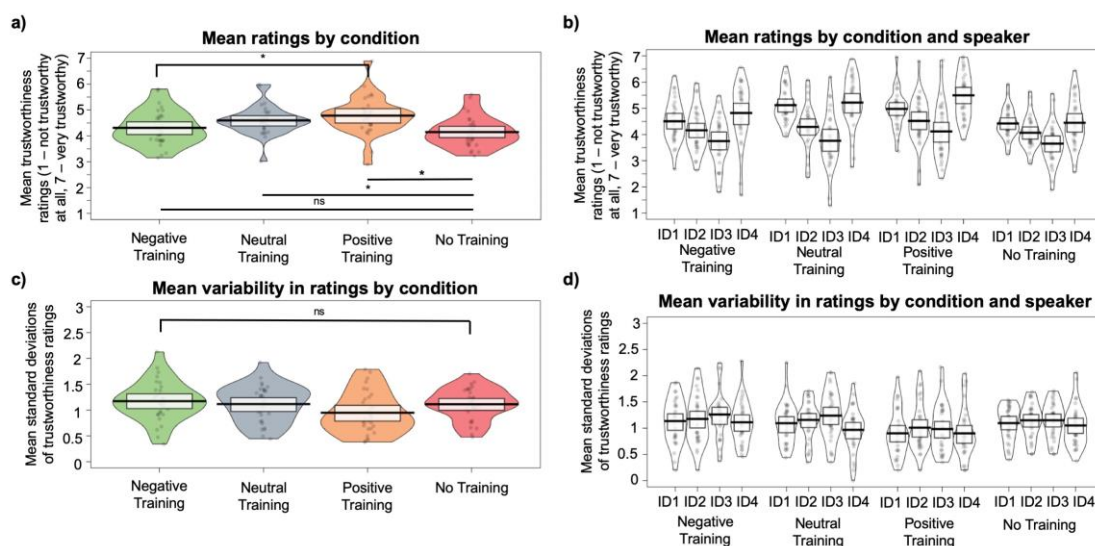 a)
Mean ratings by condition
Mean trustworthiness
ratings (1 – not trustworthy
at all, 7 – very trustworthy)
7
6
5
4
3
2
1
*
*
*
ns
Negative
Training
Neutral
Training
Positive
Training
No Training
b)
Mean ratings by condition and speaker
Mean trustworthiness
ratings (1 – not trustworthy
at all, 7 – very trustworthy)
7
6
5
4
3
2
1
ID1 ID2 ID3 ID4
Negative
Training
ID1 ID2 ID3 ID4
Neutral
Training
ID1 ID2 ID3 ID4
Positive
Training
ID1 ID2 ID3 ID4
No Training
c)
Mean variability in ratings by condition
Mean standard deviations
of trustworthiness ratings
3
2.5
2
1.5
1
0.5
0
ns
Negative
Training
Neutral
Training
Positive
Training
No Training
d)
Mean variability in ratings by condition and speaker
Mean standard deviations
of trustworthiness ratings
3
2.5
2
1.5
1
0.5
0
ID1 ID2 ID3 ID4
Negative
Training
ID1 ID2 ID3 ID4
Neutral
Training
ID1 ID2 ID3 ID4
Positive
Training
ID1 ID2 ID3 ID4
No Training